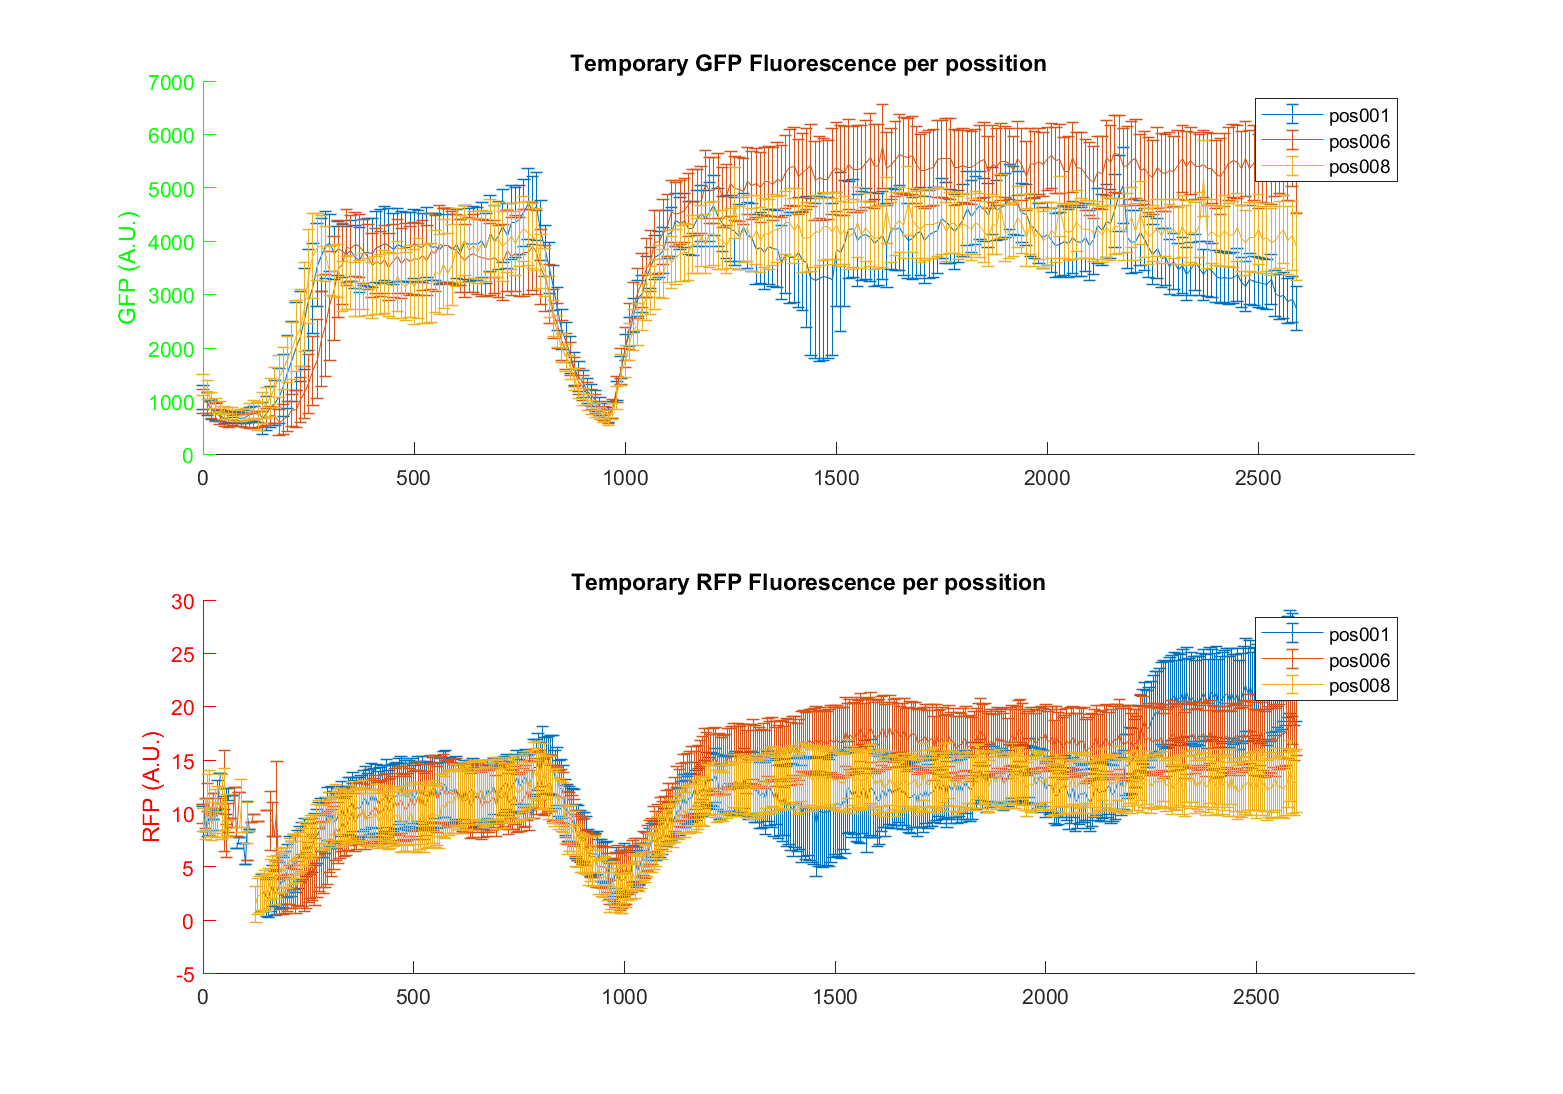 Temporary GFP Fluorescence per possition
GFP (A.U.)
7000
6000
5000
4000
3000
2000
1000
0
0 500 1000 1500 2000 2500
pos001
pos006
pos008
Temporary RFP Fluorescence per possition
RFP (A.U.)
30
25
20
15
10
5
0
-5
0 500 1000 1500 2000 2500
pos001
pos006
pos008